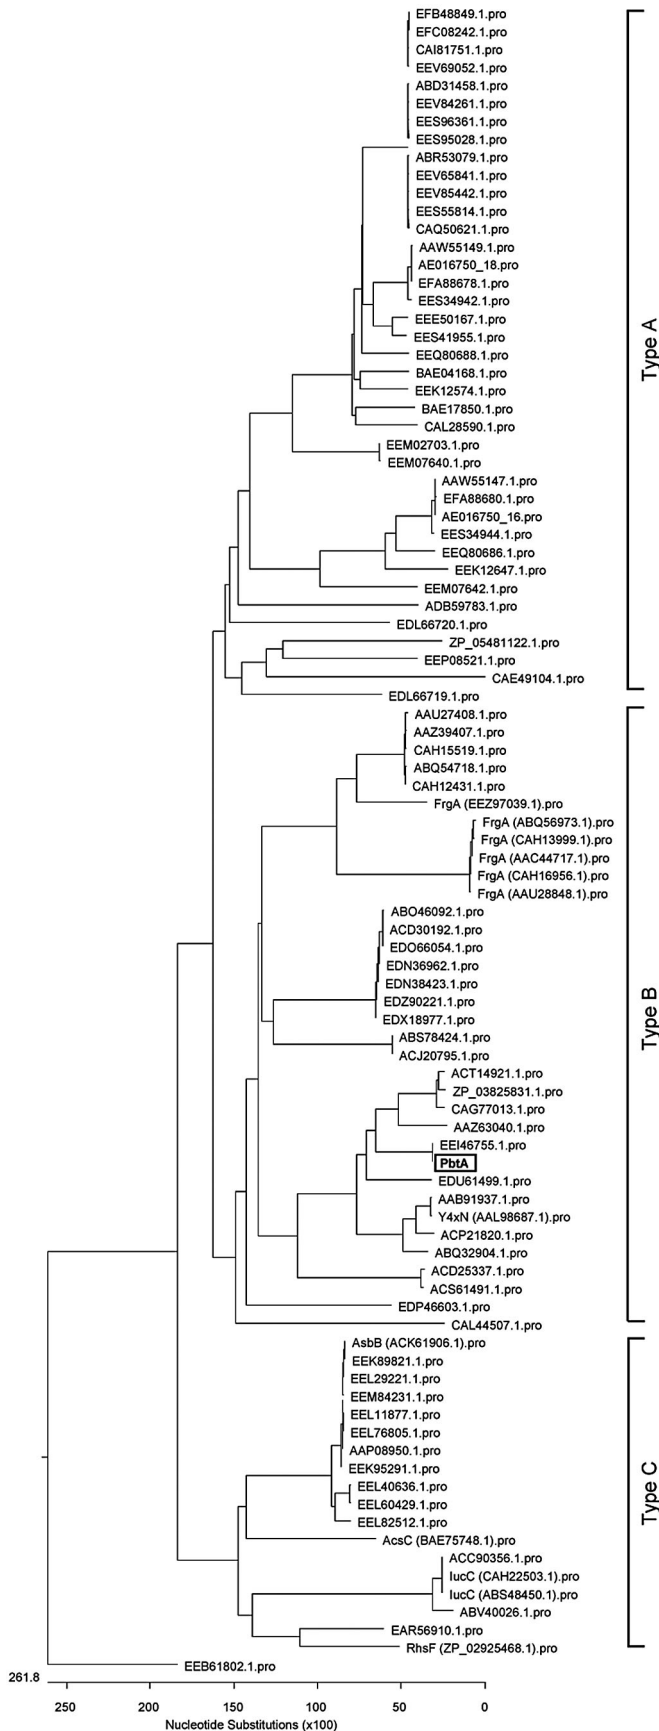 EFB48849.1.pro
EFC08242.1.pro
CAI81751.1.pro
EEV69052.1.pro
ABD31458.1.pro
EEV84261.1.pro
EES96361.1.pro
EES95028.1.pro
ABR53079.1.pro
EEV65841.1.pro
EEV85442.1.pro
EES55814.1.pro
CAQ50621.1.pro
AAW55149.1.pro
AE016750_18.pro
EFA88678.1.pro
EES34942.1.pro
EEE50167.1.pro
EES41955.1.pro
EEQ80688.1.pro
BAE04168.1.pro
EEK12574.1.pro
BAE17850.1.pro
CAL28590.1.pro
EEM02703.1.pro
EEM07640.1.pro
AAW55147.1.pro
EFA88680.1.pro
AE016750_16.pro
EES34944.1.pro
EEQ80686.1.pro
EEK12647.1.pro
EEM07642.1.pro
ADB59783.1.pro
EDL66720.1.pro
ZP_05481122.1.pro
EEP08521.1.pro
CAE49104.1.pro
EDL66719.1.pro
Type A
AAU27408.1.pro
AAZ39407.1.pro
CAH15519.1.pro
ABQ54718.1.pro
CAH12431.1.pro
FrgA (EEZ97039.1).pro
FrgA (ABQ56973.1).pro
FrgA (CAH13999.1).pro
FrgA (AAC44717.1).pro
FrgA (CAH16956.1).pro
FrgA (AAU28848.1).pro
ABO46092.1.pro
ACD30192.1.pro
EDO66054.1.pro
EDN36962.1.pro
EDN38423.1.pro
EDZ90221.1.pro
EDX18977.1.pro
ABS78424.1.pro
ACJ20795.1.pro
ACT14921.1.pro
ZP_03825831.1.pro
CAG77013.1.pro
AAZ63040.1.pro
EEI46755.1.pro
PbtA
EDU61499.1.pro
AAB91937.1.pro
Y4xN (AAL98687.1).pro
ACP21820.1.pro
ABQ32904.1.pro
ACD25337.1.pro
ACS61491.1.pro
EDP46603.1.pro
CAL44507.1.pro
Type B
AsbB (ACK61906.1).pro
EEK89821.1.pro
EEL29221.1.pro
EEM84231.1.pro
EEL11877.1.pro
EEL76805.1.pro
AAP08950.1.pro
EEK95291.1.pro
EEL40636.1.pro
EEL60429.1.pro
EEL82512.1.pro
AcsC (BAE75748.1).pro
ACC90356.1.pro
IucC (CAH22503.1).pro
IucC (ABS48450.1).pro
ABV40026.1.pro
EAR56910.1.pro
RhsF (ZP_02925468.1).pro
Type C
EEB61802.1.pro
261.8
250 200 150 100 50 0
Nucleotide Substitutions (x100)